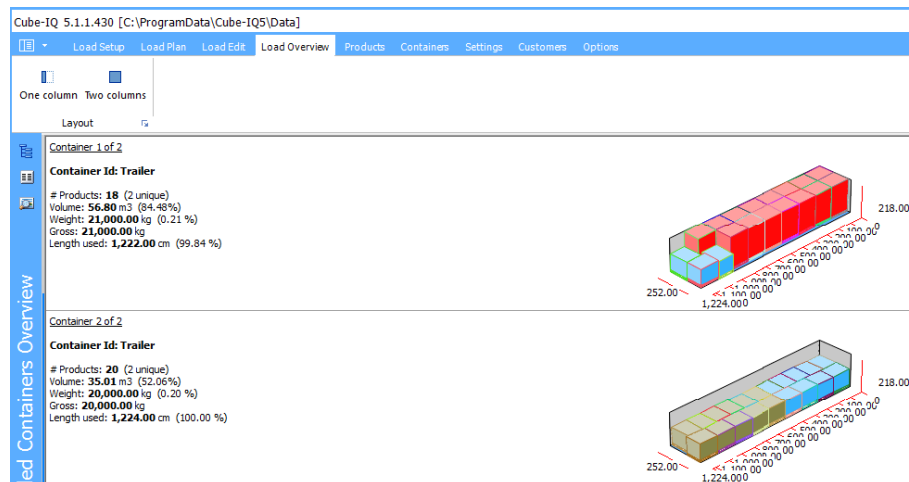 Cube-IQ 5.1.1.430 [C:\ProgramData\Cube-IQ5\Data]
Load Setup Load Plan Load Edit Load Overview Products Containers Settings Customers Options
One column Two columns
Layout
Container 1 of 2
Container Id: Trailer
# Products: 18 (2 unique)
Volume: 56.80 m3 (84.48%)
Weight: 21,000.00 kg (0.21 %)
Gross: 21,000.00 kg
Length used: 1,222.00 cm (99.84 %)
218.00
252.00
1,224.00
Container 2 of 2
Container Id: Trailer
# Products: 20 (2 unique)
Volume: 35.01 m3 (52.06%)
Weight: 20,000.00 kg (0.20 %)
Gross: 20,000.00 kg
Length used: 1,224.00 cm (100.00 %)
218.00
252.00
1,224.00
ed Containers Overview